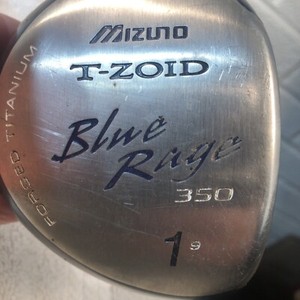 MIZUNO
T-ZOID
Blue
Rage
350
1 9
FORGED TITANIUM